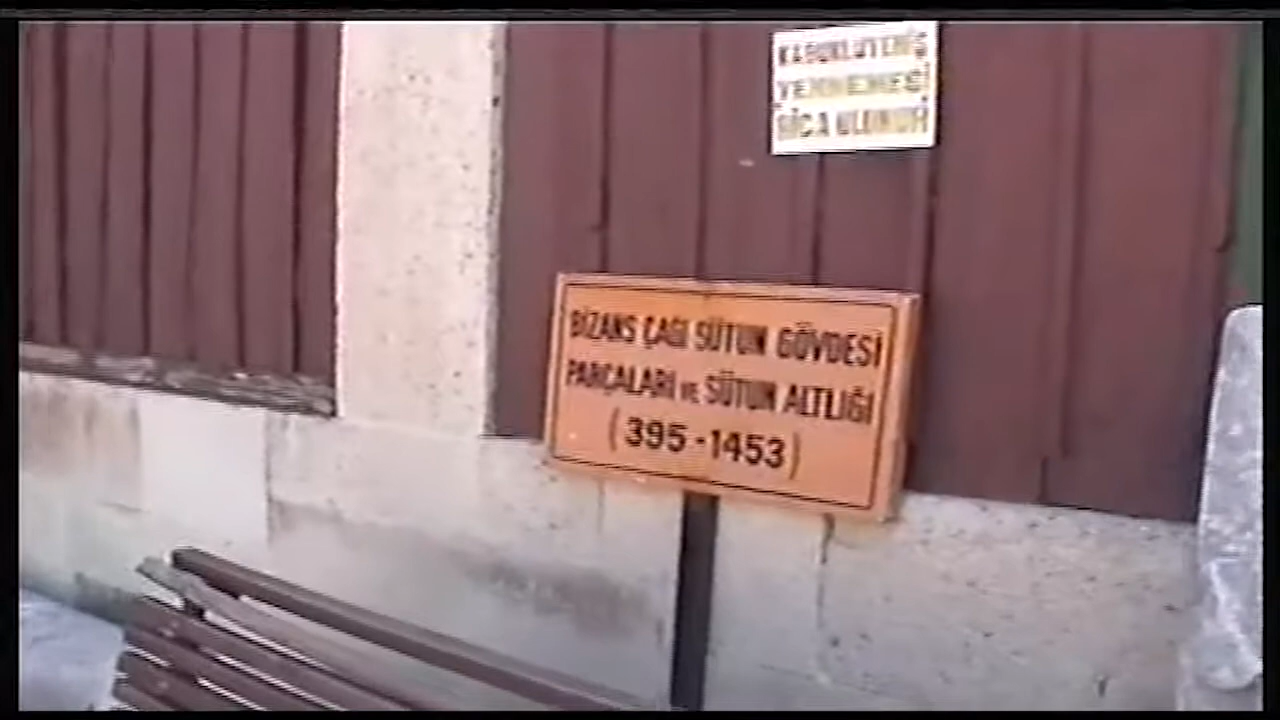 KABUKLU YEMİŞ
YENMEMESİ
RİCA OLUNUR
BİZANS ÇAĞI SÜTUN GÖVDESİ
PARÇALARI VE SÜTUN ALTLIĞI
(395-1453)